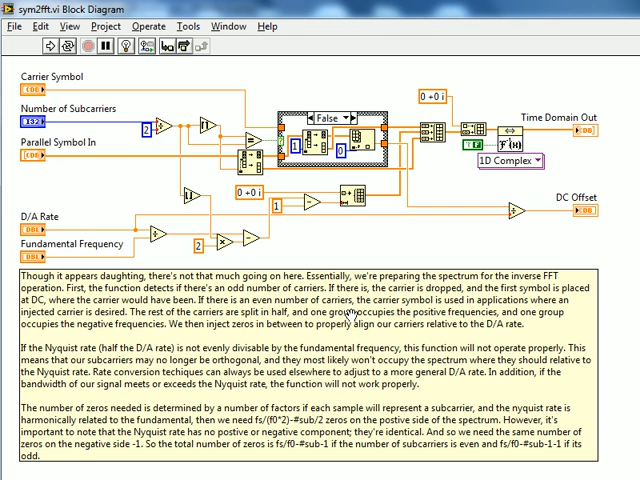 sym2fft.vi Block Diagram
File Edit View Project Operate Tools Window Help
Carrier Symbol
CDB
0 +0 i
Number of Subcarriers
I32
2
False
Time Domain Out
CDB
Parallel Symbol In
CDB
1
0
T F
1D Complex
0 +0 i
1
DC Offset
CDB
D/A Rate
DBL
Fundamental Frequency
DBL
2
Though it appears daughting, there's not that much going on here. Essentially, we're preparing the spectrum for the inverse FFT
operation. First, the function detects if there's an odd number of carriers. If there is, the carrier is dropped, and the first symbol is placed
at DC, where the carrier would have been. If there is an even number of carriers, the carrier symbol is used in applications where an
injected carrier is desired. The rest of the carriers are split in half, and one group occupies the positive frequencies, and one group
occupies the negative frequencies. We then inject zeros in between to properly align our carriers relative to the D/A rate.
If the Nyquist rate (half the D/A rate) is not evenly divisable by the fundamental frequency, this function will not operate properly. This
means that our subcarriers may no longer be orthogonal, and they most likely won't occupy the spectrum where they should relative to
the Nyquist rate. Rate conversion techiques can always be used elsewhere to adjust to a more general D/A rate. In addition, if the
bandwidth of our signal meets or exceeds the Nyquist rate, the function will not work properly.
The number of zeros needed is determined by a number of factors if each sample will represent a subcarrier, and the nyquist rate is
harmonically related to the fundamental, then we need fs/(f0*2)-#sub/2 zeros on the postive side of the spectrum. However, it's
important to note that the Nyquist rate has no postive or negative component; they're identical. And so we need the same number of
zeros on the negative side -1. So the total number of zeros is fs/f0-#sub-1 if the number of subcarriers is even and fs/f0-#sub-1-1 if its
odd.